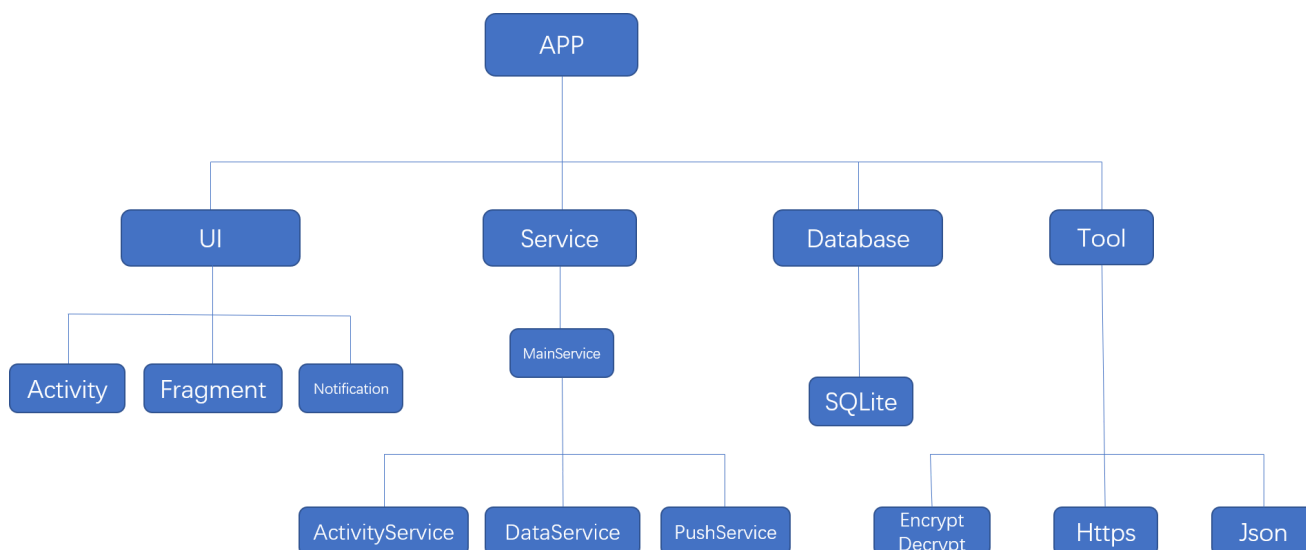 APP
UI
Service
Database
Tool
MainService
Activity
Fragment
Notification
SQLite
ActivityService
DataService
PushService
Encrypt
Decrypt
Https
Json